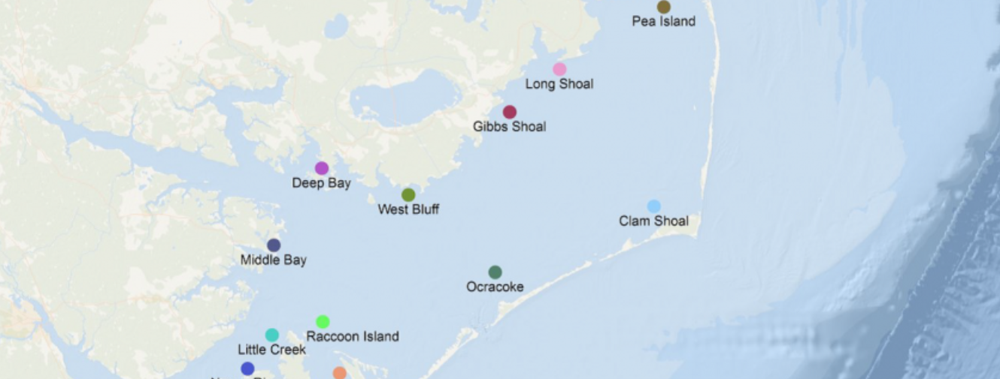 Pea Island
Long Shoal
Gibbs Shoal
Deep Bay
West Bluff
Clam Shoal
Middle Bay
Ocracoke
Raccoon Island
Little Creek